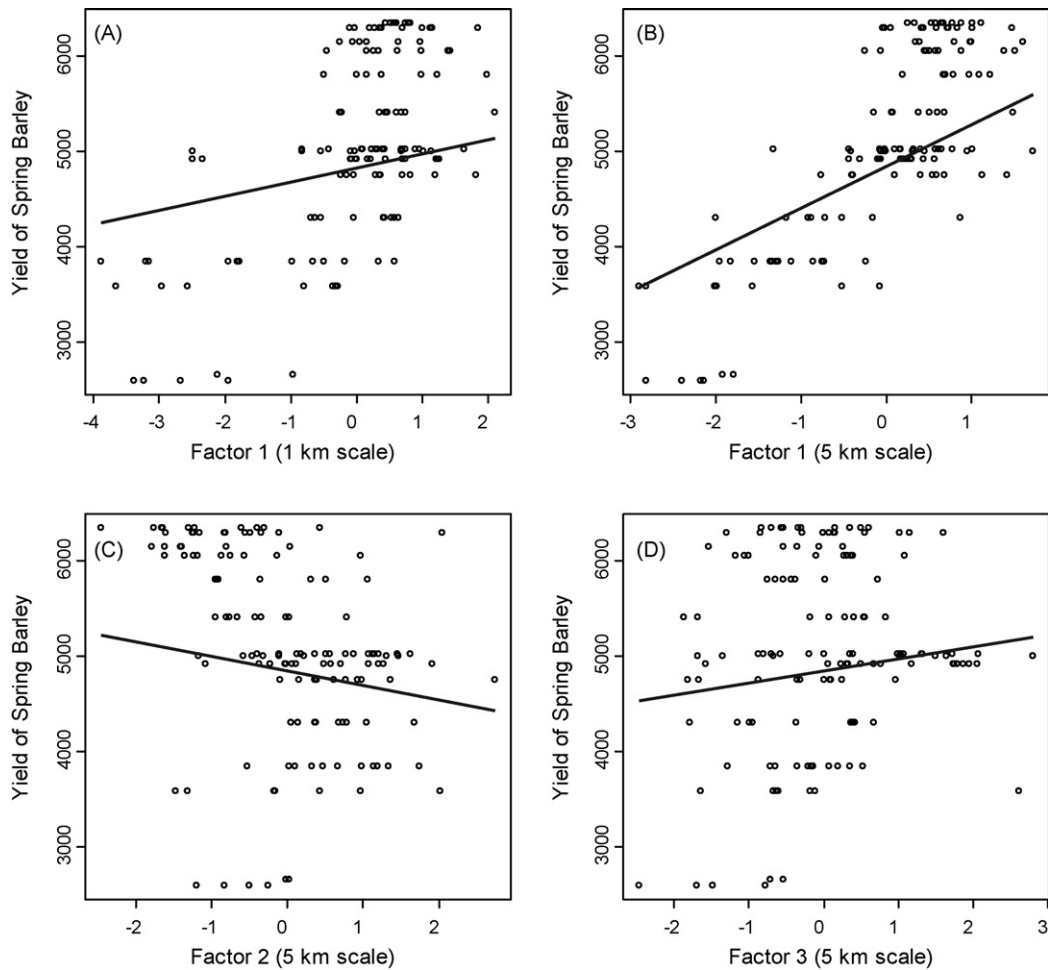 (A)
Yield of Spring Barley
6000
5000
4000
3000
-4 -3 -2 -1 0 1 2
Factor 1 (1 km scale)
(B)
Yield of Spring Barley
6000
5000
4000
3000
-3 -2 -1 0 1
Factor 1 (5 km scale)
(C)
Yield of Spring Barley
6000
5000
4000
3000
-2 -1 0 1 2
Factor 2 (5 km scale)
(D)
Yield of Spring Barley
6000
5000
4000
3000
-2 -1 0 1 2 3
Factor 3 (5 km scale)